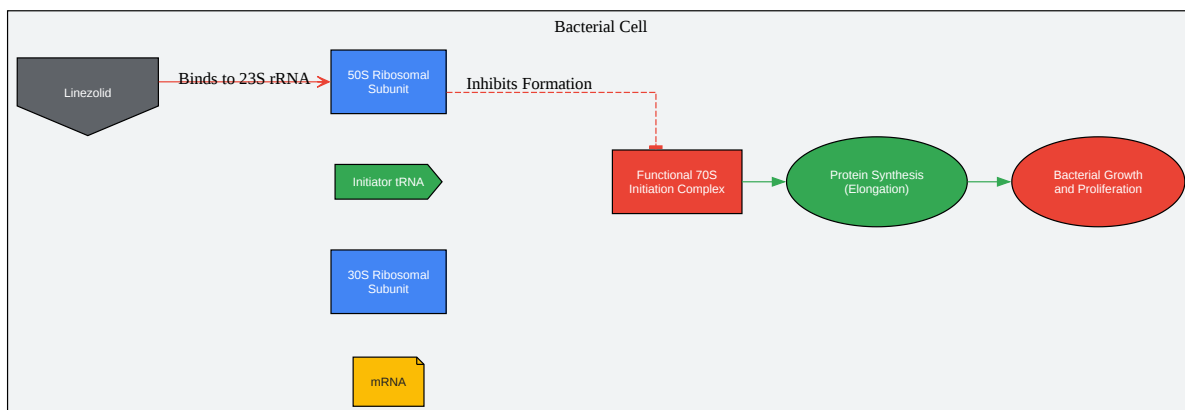 Bacterial Cell
Linezolid
Binds to 23S rRNA
50S Ribosomal
Subunit
Inhibits Formation
Initiator tRNA
Functional 70S
Initiation Complex
Protein Synthesis
(Elongation)
Bacterial Growth
and Proliferation
30S Ribosomal
Subunit
mRNA